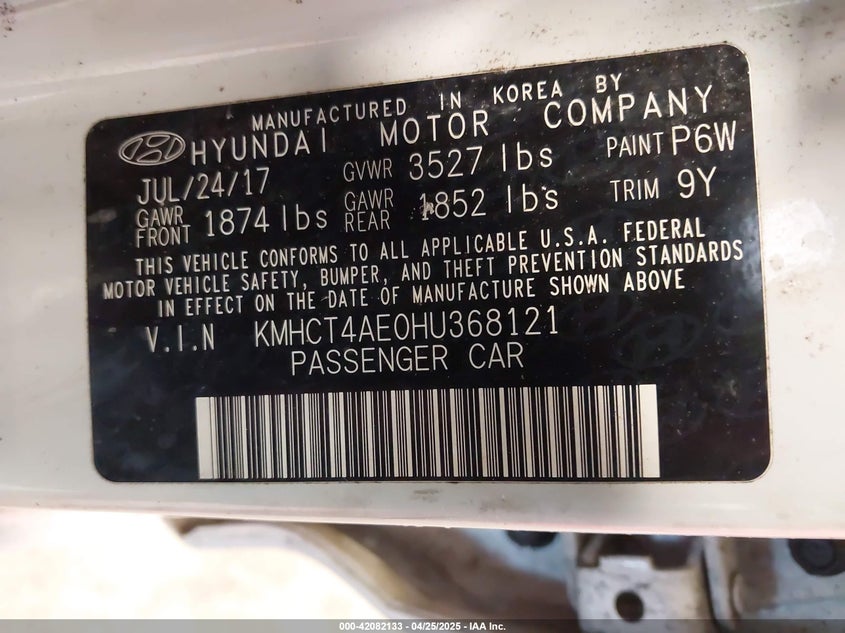 MANUFACTURED IN KOREA BY
HYUNDAI MOTOR COMPANY
JUL/24/17 GVWR 3527 lbs PAINT P6W
GAWR FRONT 1874 lbs GAWR REAR 1852 lbs TRIM 9Y
THIS VEHICLE CONFORMS TO ALL APPLICABLE U.S.A. FEDERAL
MOTOR VEHICLE SAFETY, BUMPER, AND THEFT PREVENTION STANDARDS
IN EFFECT ON THE DATE OF MANUFACTURE SHOWN ABOVE
V.I.N KMHCT4AE0HU368121
PASSENGER CAR
000-42082133 - 04/25/2025 - IAA Inc.